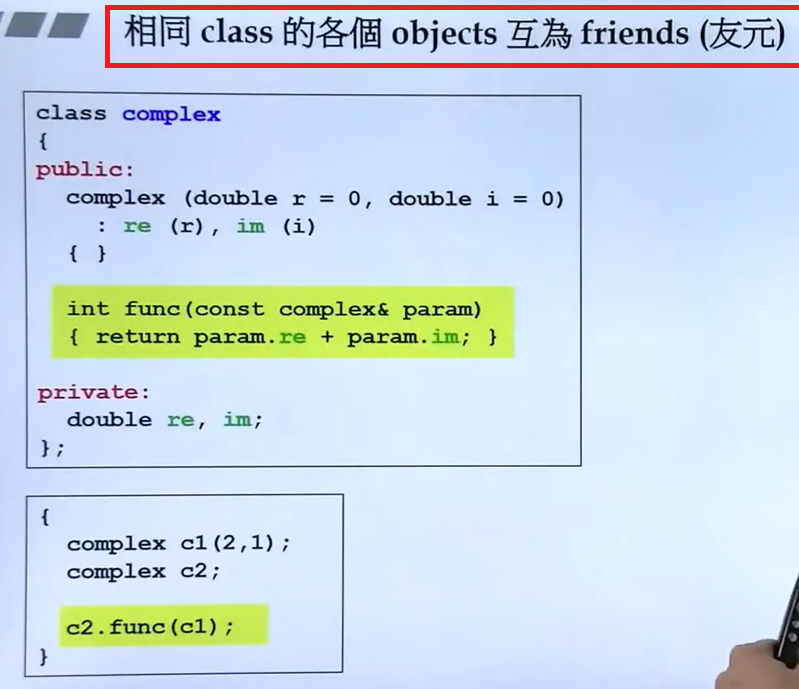 相同 class 的各個 objects 互為 friends (友元)
class complex
{
public:
  complex (double r = 0, double i = 0)
    : re (r), im (i)
  { }
  int func(const complex& param)
  { return param.re + param.im; }
private:
  double re, im;
};
{
  complex c1(2,1);
  complex c2;
  c2.func(c1);
}